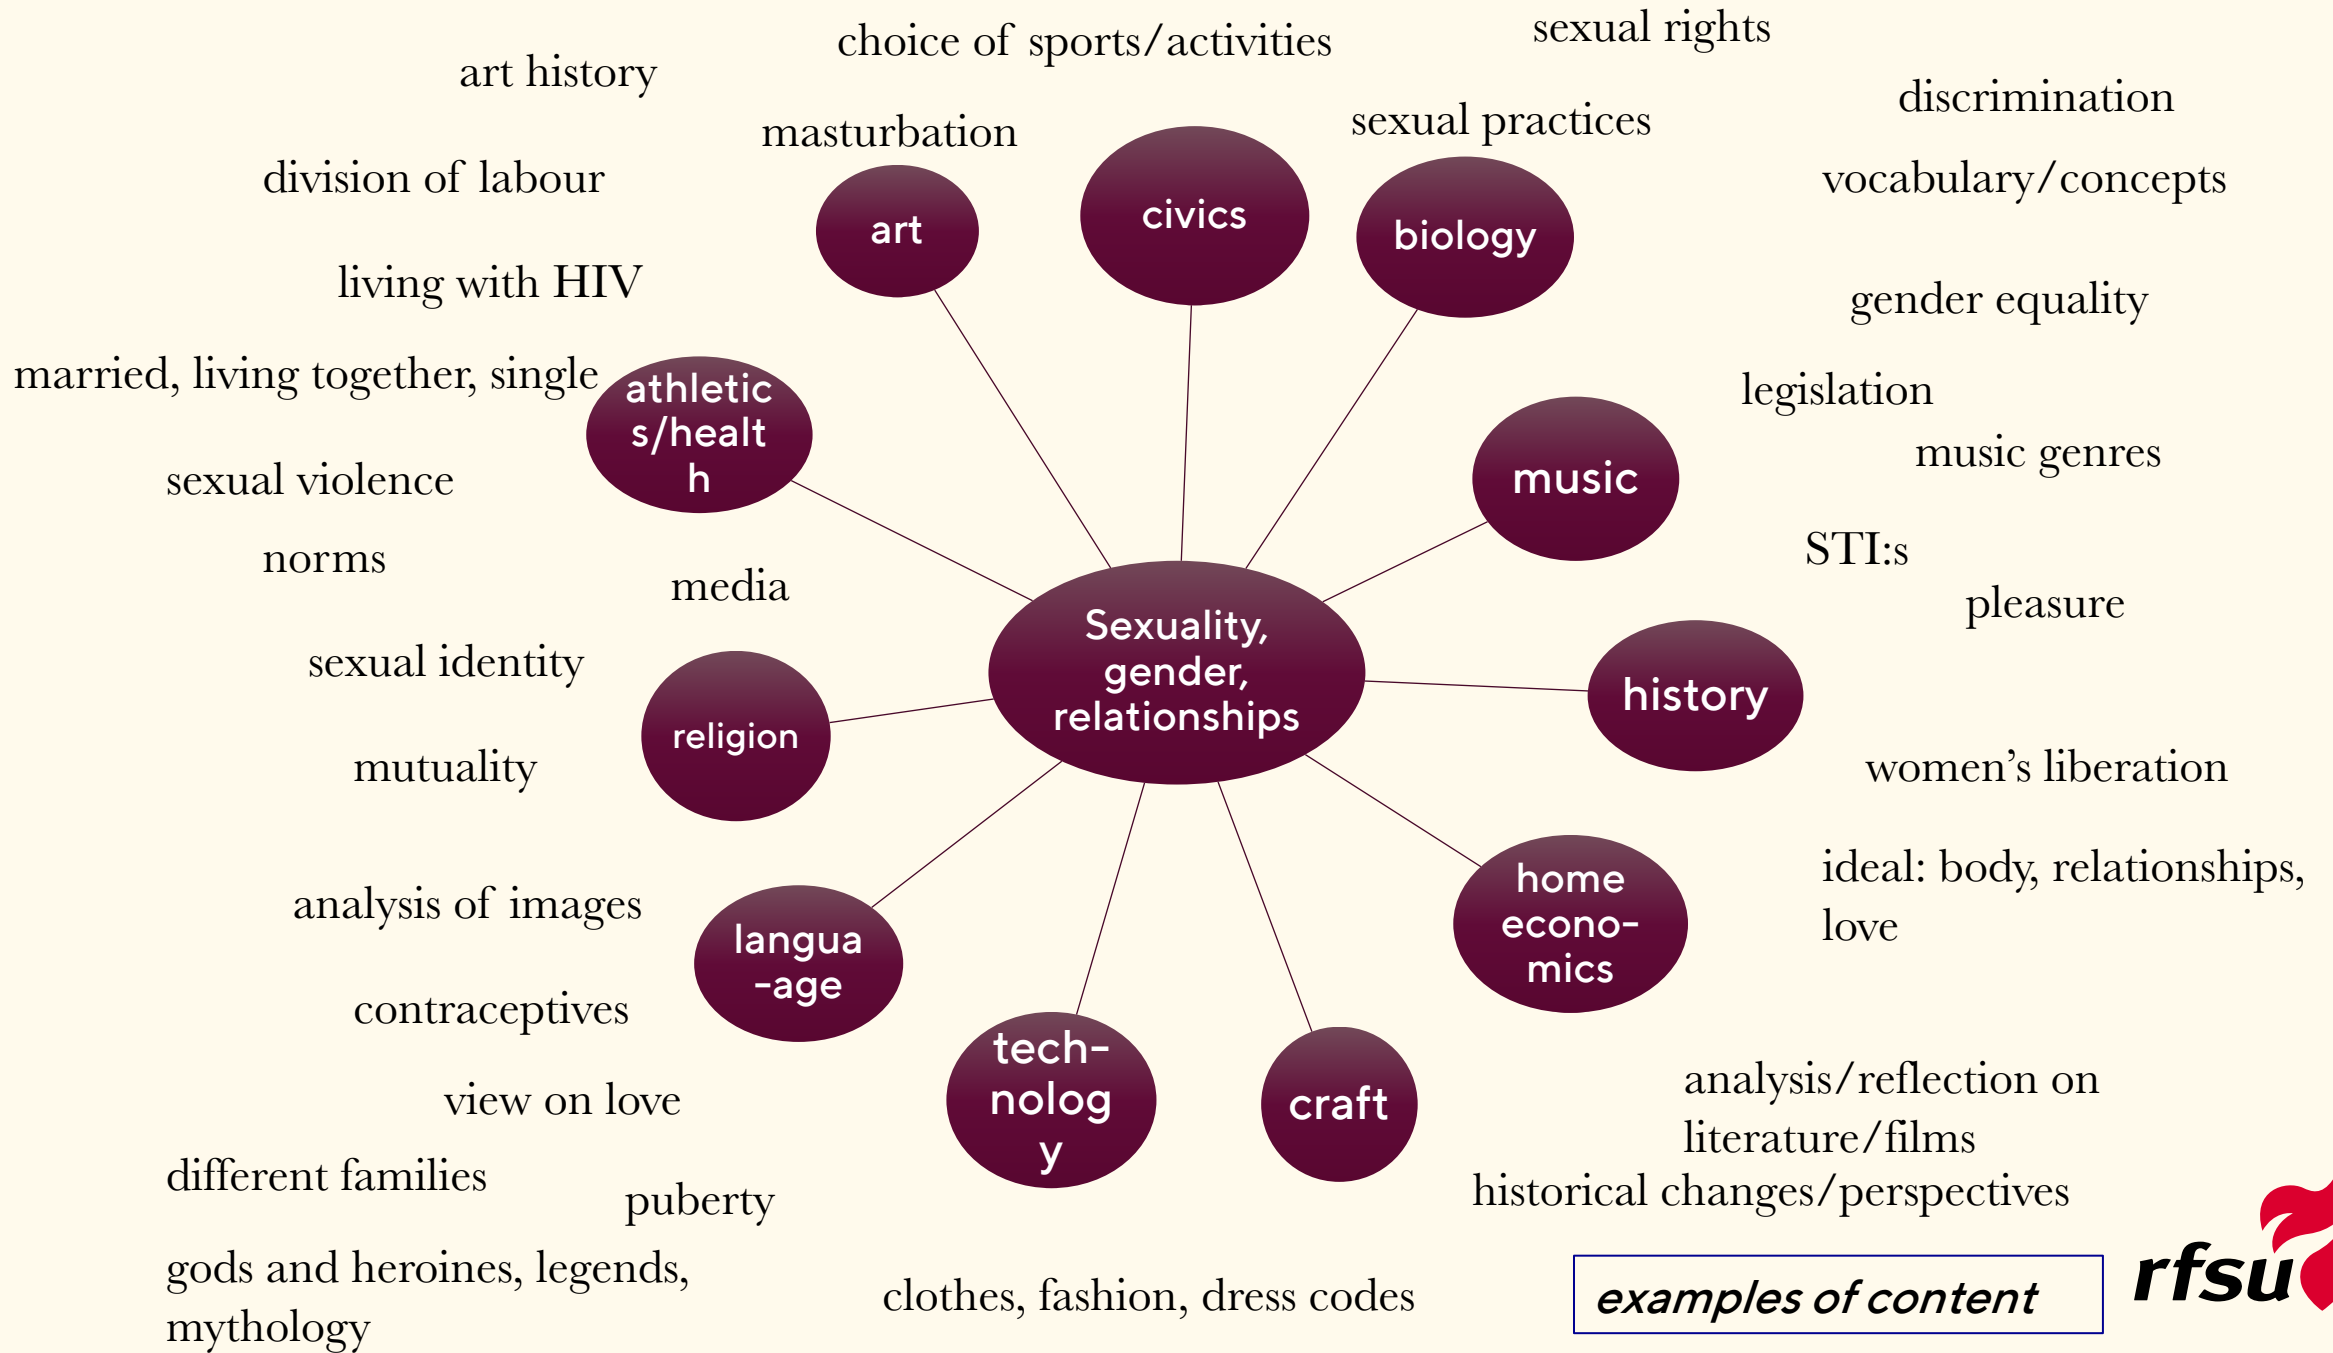 choice of sports/activities
sexual rights
art history
discrimination
masturbation
sexual practices
division of labour
vocabulary/concepts
art
civics
biology
living with HIV
gender equality
married, living together, single
athletic
s/healt
h
legislation
music genres
music
sexual violence
norms
media
STI:s
pleasure
Sexuality,
gender,
relationships
sexual identity
history
religion
mutuality
women’s liberation
home
econo-
mics
ideal: body, relationships,
love
analysis of images
langua
-age
contraceptives
tech-
nolog
y
craft
analysis/reflection on
literature/films
view on love
different families
puberty
historical changes/perspectives
gods and heroines, legends,
mythology
clothes, fashion, dress codes
examples of content
rfsu